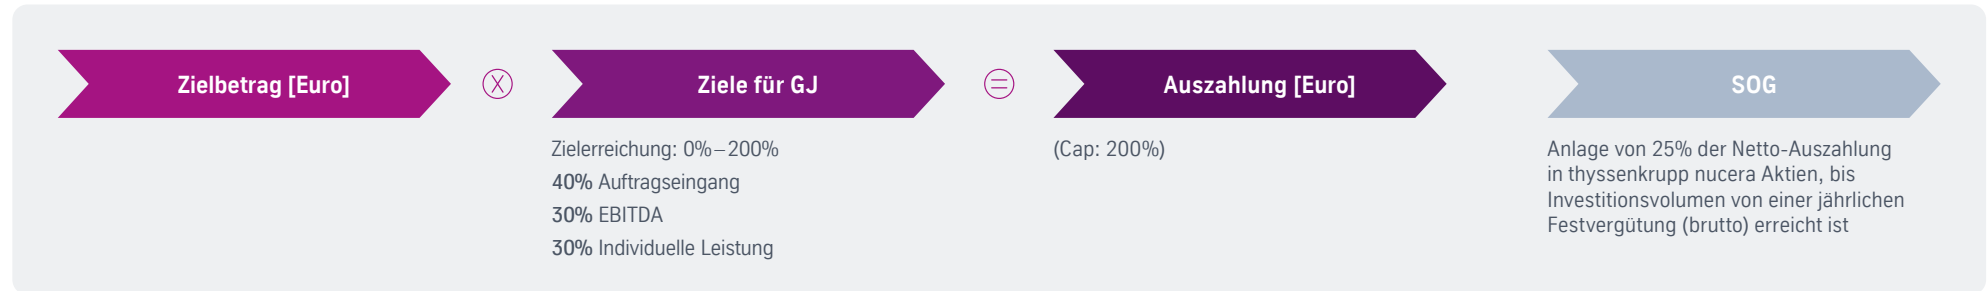 Zielbetrag [Euro]
Ziele für GJ
Zielerreichung: 0%–200%
40% Auftragseingang
30% EBITDA
30% Individuelle Leistung
Auszahlung [Euro]
(Cap: 200%)
SOG
Anlage von 25% der Netto-Auszahlung
in thyssenkrupp nucera Aktien, bis
Investitionsvolumen von einer jährlichen
Festvergütung (brutto) erreicht ist